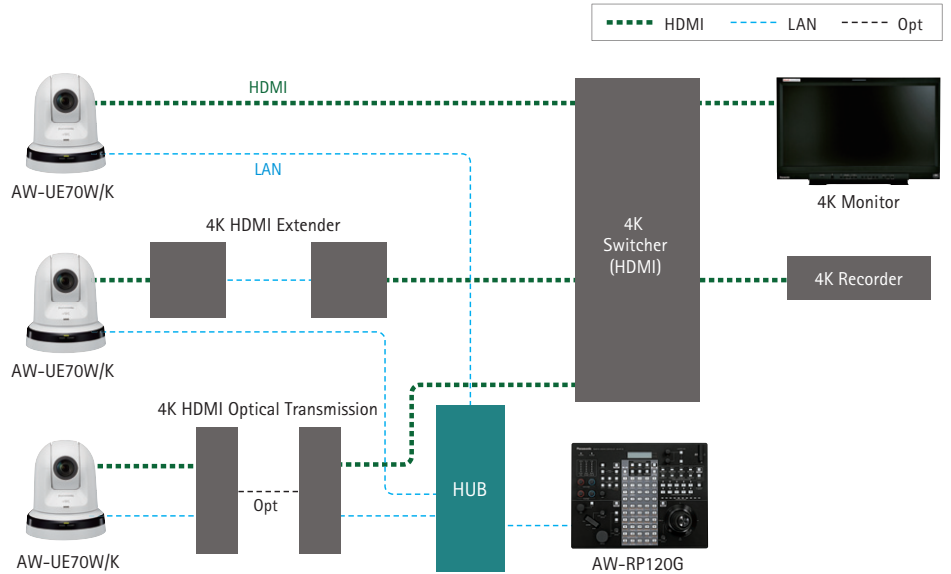 HDMI
LAN
Opt
HDMI
LAN
AW-UE70W/K
4K Monitor
4K HDMI Extender
4K
Switcher
(HDMI)
4K Recorder
AW-UE70W/K
4K HDMI Optical Transmission
Opt
HUB
AW-UE70W/K
AW-RP120G